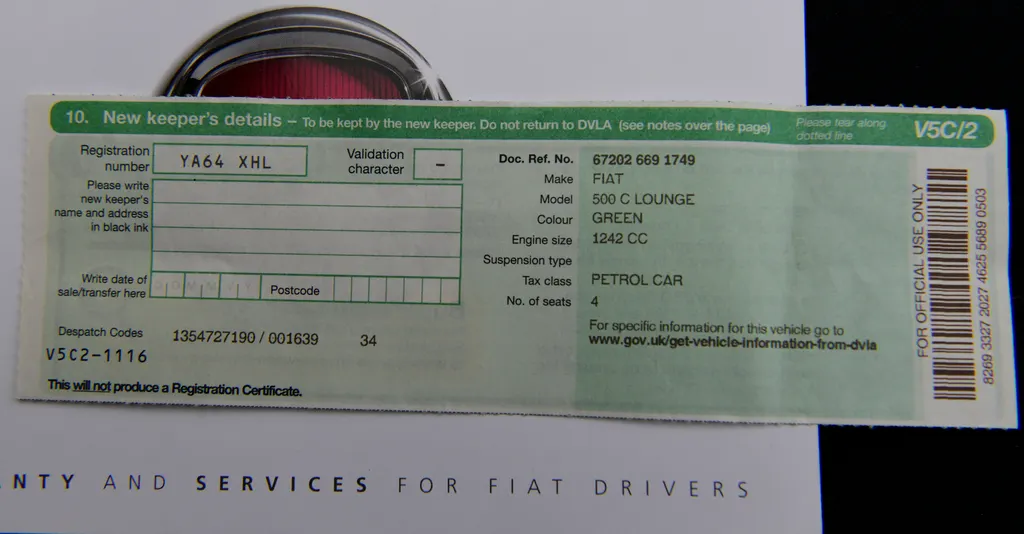 10. New keeper's details – To be kept by the new keeper. Do not return to DVLA (see notes over the page)
Please tear along
dotted line
V5C/2
Registration
number
YA64 XHL
Validation
character
–
Please write
new keeper's
name and address
in black ink
Write date of
sale/transfer here
Postcode
Despatch Codes
1354727190 / 001639
34
V5C2-1116
This will not produce a Registration Certificate.
Doc. Ref. No. 67202 669 1749
Make FIAT
Model 500 C LOUNGE
Colour GREEN
Engine size 1242 CC
Suspension type
Tax class PETROL CAR
No. of seats 4
For specific information for this vehicle go to
www.gov.uk/get-vehicle-information-from-dvla
FOR OFFICIAL USE ONLY
8269 3327 2027 4625 5689 0503
NTY AND SERVICES FOR FIAT DRIVERS